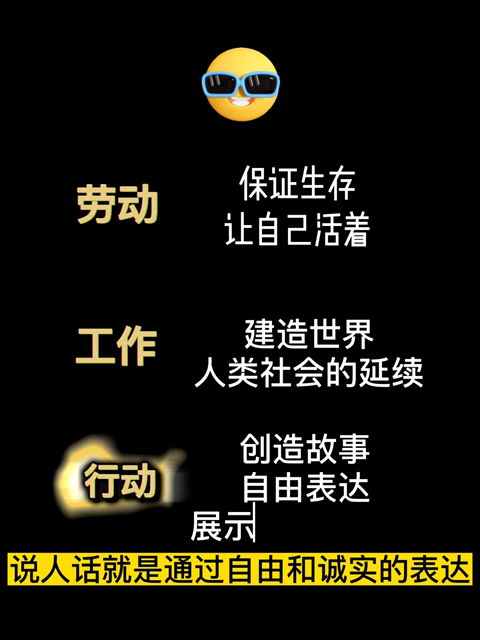 劳动
保证生存
让自己活着
工作
建造世界
人类社会的延续
行动
创造故事
自由表达
展示
说人话就是通过自由和诚实的表达